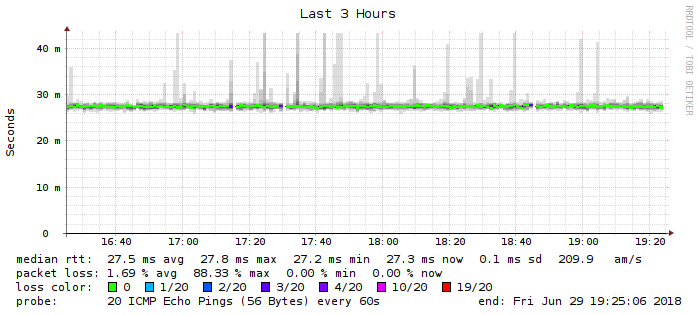 Last 3 Hours
RRDTOOL / TOBI OETIKER
Seconds
40 m
30 m
20 m
10 m
0
16:40 17:00 17:20 17:40 18:00 18:20 18:40 19:00 19:20
median rtt: 27.5 ms avg 27.8 ms max 27.2 ms min 27.3 ms now 0.1 ms sd 209.9 am/s
packet loss: 1.69 % avg 88.33 % max 0.00 % min 0.00 % now
loss color: 0 1/20 2/20 3/20 4/20 10/20 19/20
probe: 20 ICMP Echo Pings (56 Bytes) every 60s end: Fri Jun 29 19:25:06 2018